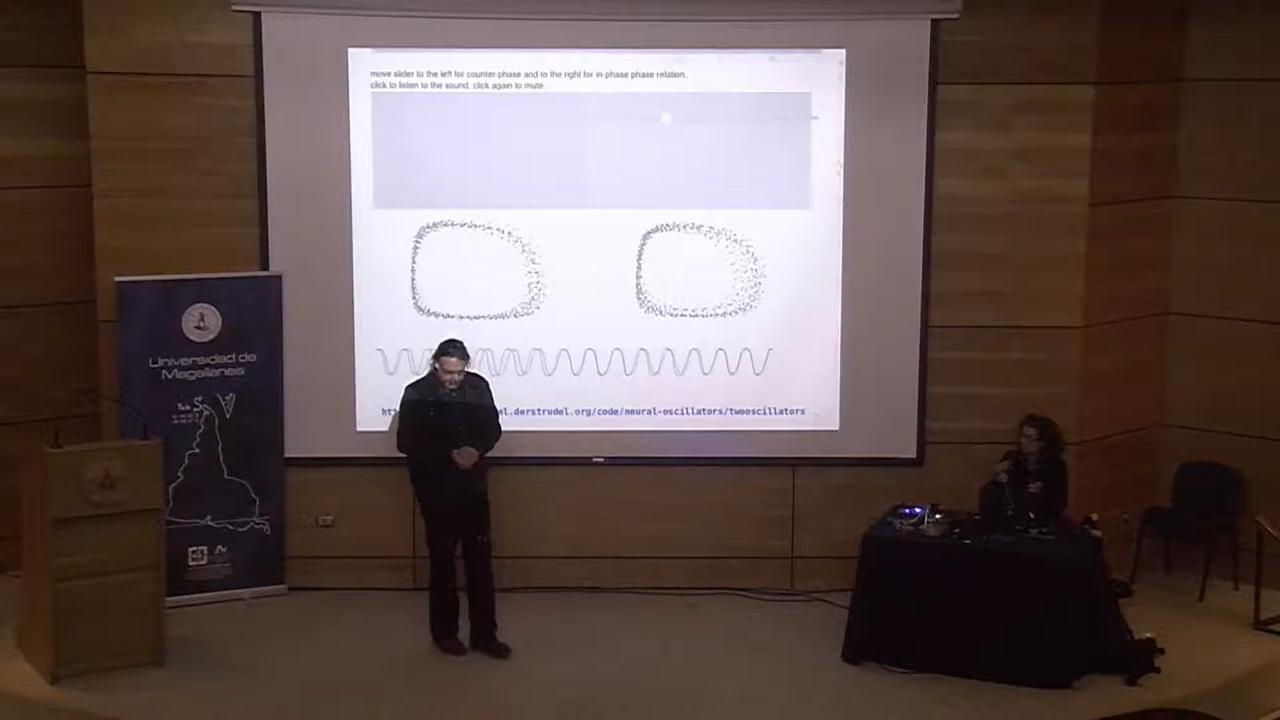 move slider to the left for counter-phase and to the right for in-phase phase relation.
click to listen to the sound, click again to mute
el.derstrudel.org/code/neural-oscillators/twooscillators
Universidad de
Magallanes